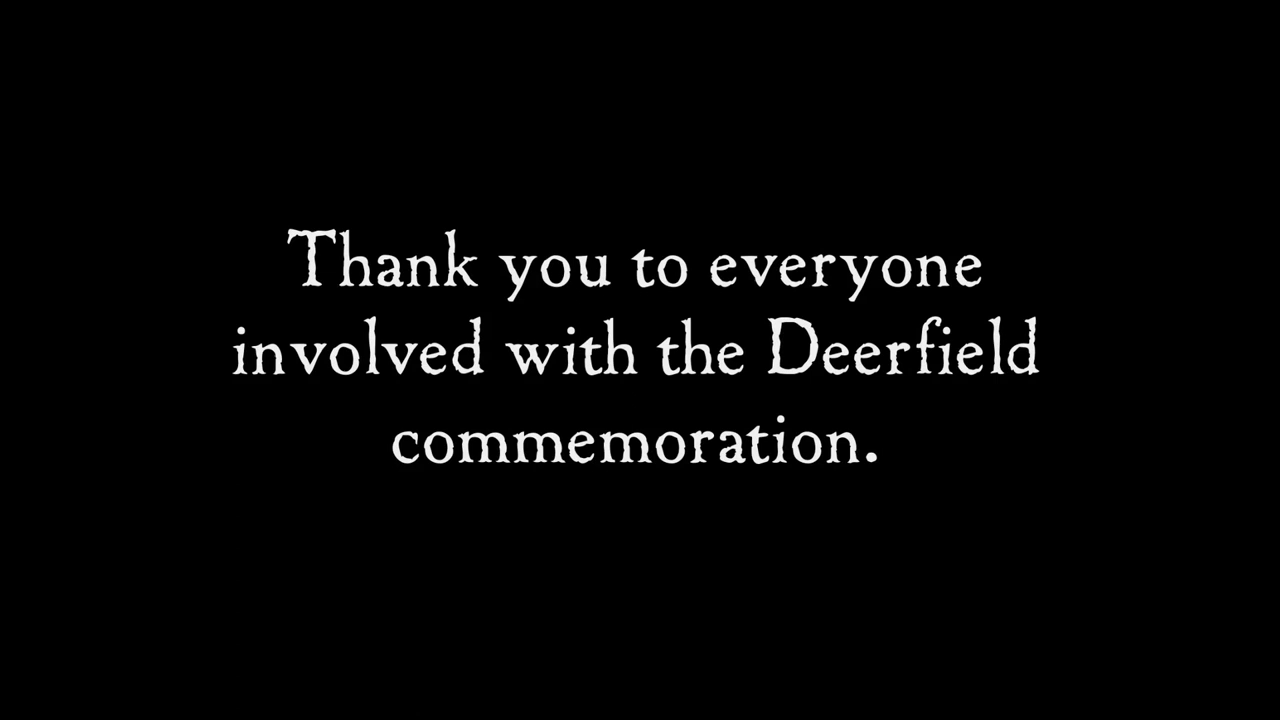 Thank you to everyone
involved with the Deerfield
commemoration.